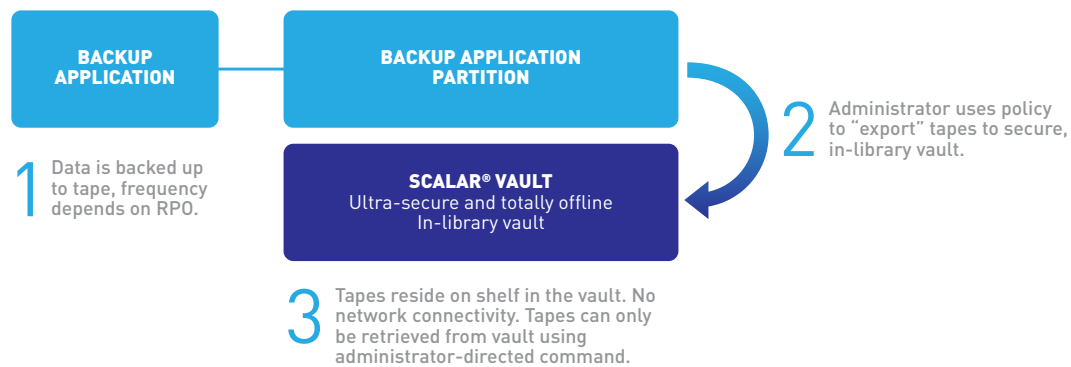 BACKUP
APPLICATION
BACKUP APPLICATION
PARTITION
1
Data is backed up
to tape, frequency
depends on RPO.
2
Administrator uses policy
to “export” tapes to secure,
in-library vault.
SCALAR® VAULT
Ultra-secure and totally offline
In-library vault
3
Tapes reside on shelf in the vault. No
network connectivity. Tapes can only
be retrieved from vault using
administrator-directed command.